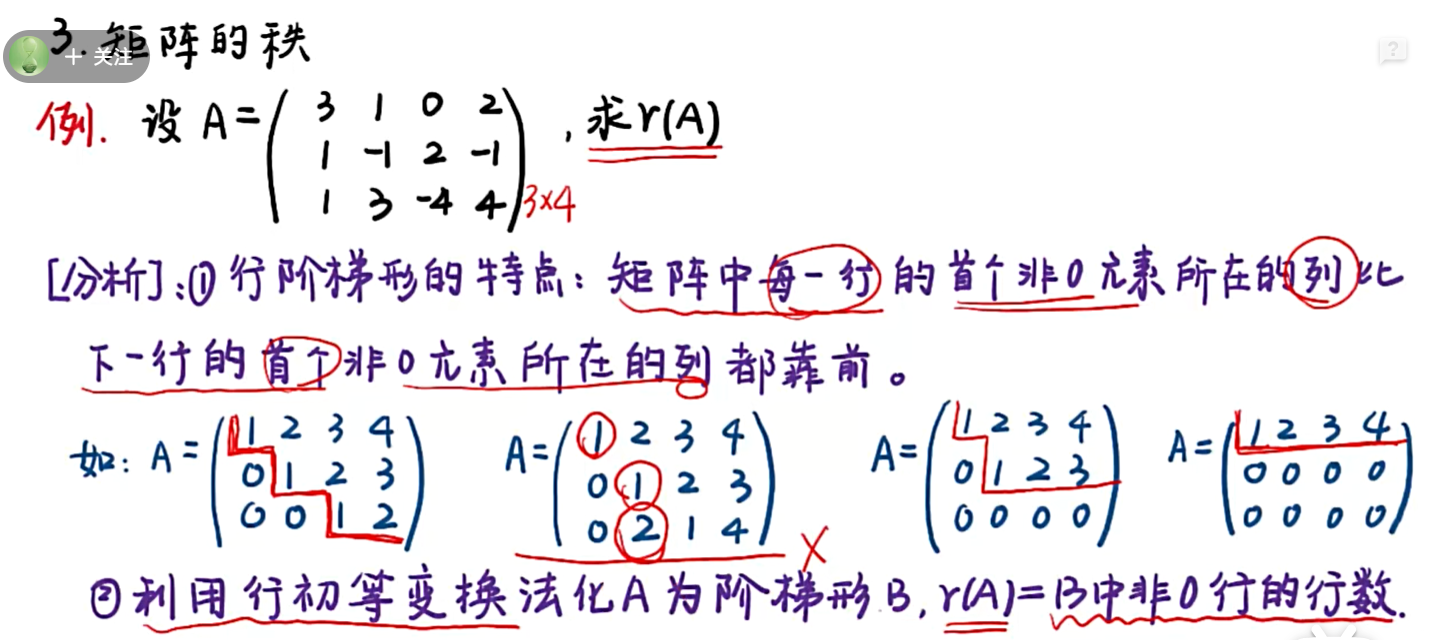 3.矩阵的秩
+ 关注
?
例. 设 A=( 3 1 0 2 ), 求r(A)
1 -1 2 -1
1 3 -4 4 3×4
[分析]:①行阶梯形的特点:矩阵中每一行的首个非0元素所在的列比
下一行的首个非0元素所在的列都靠前。
如: A=( 1 2 3 4 ) A=( 1 2 3 4 ) A=( 1 2 3 4 ) A=( 1 2 3 4 )
0 1 2 3 0 1 2 3 0 1 2 3 0 0 0 0
0 0 1 2 0 2 1 4 × 0 0 0 0 0 0 0 0
②利用行初等变换法化A为阶梯形B, r(A)=B中非0行的行数.